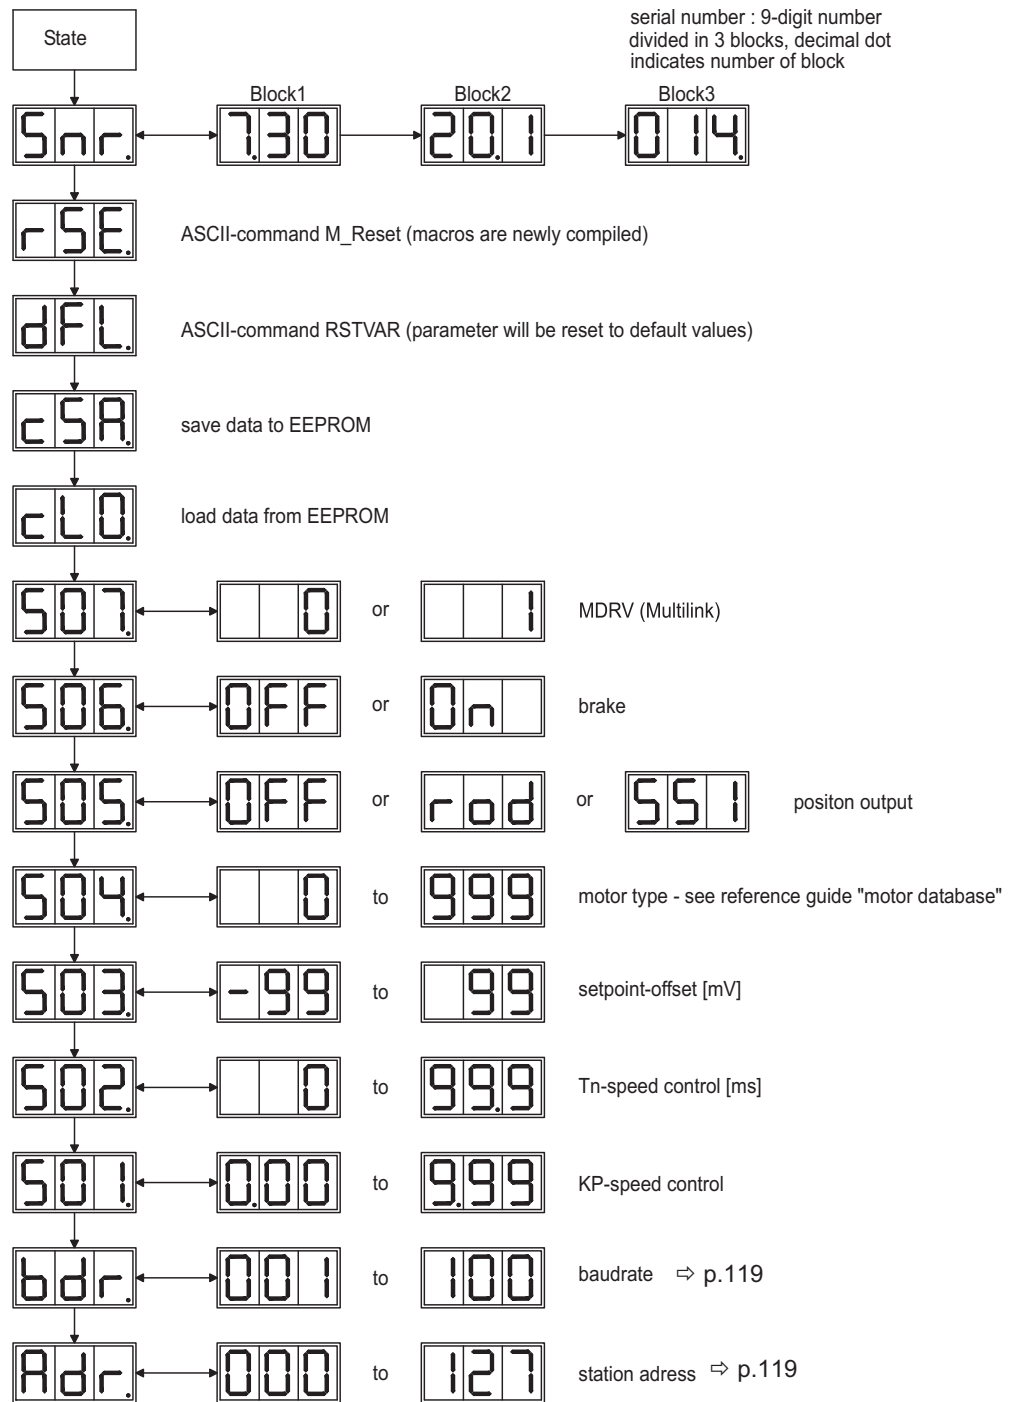 State
serial number : 9-digit number
divided in 3 blocks, decimal dot
indicates number of block
Block1 Block2 Block3
Snr. 7.30 20.1 014.
rSE. ASCII-command M_Reset (macros are newly compiled)
dFL. ASCII-command RSTVAR (parameter will be reset to default values)
cSA. save data to EEPROM
cL0. load data from EEPROM
S07. 0 or 1 MDRV (Multilink)
S06. OFF or On brake
S05. OFF or rod or SSI positon output
S04. 0 to 999 motor type - see reference guide "motor database"
S03. -99 to 99 setpoint-offset [mV]
S02. 0 to 99.9 Tn-speed control [ms]
S01. 0.00 to 9.99 KP-speed control
bdr. 001 to 100 baudrate ⇨ p.119
Adr. 000 to 127 station adress ⇨ p.119